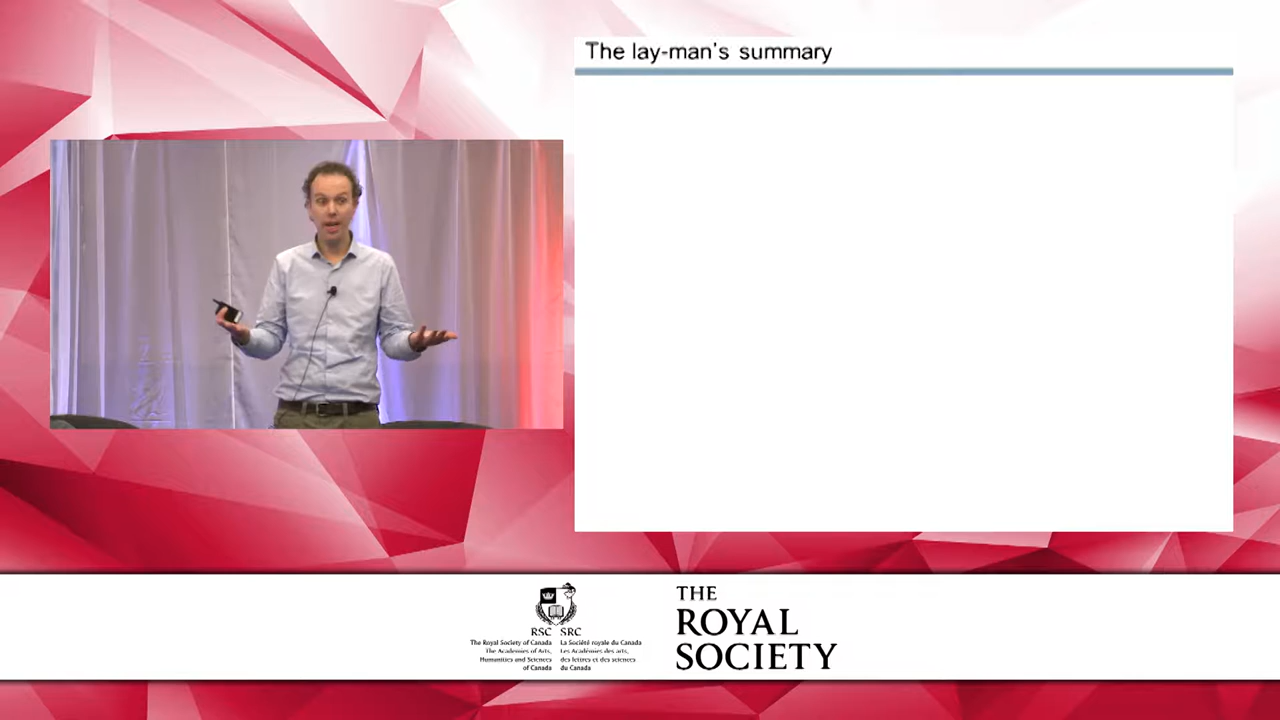 The lay-man's summary
RSC SRC
The Royal Society of Canada
The Academies of Arts,
Humanities and Sciences
of Canada
La Société royale du Canada
Les Académies des arts,
des lettres et des sciences
du Canada
THE
ROYAL
SOCIETY